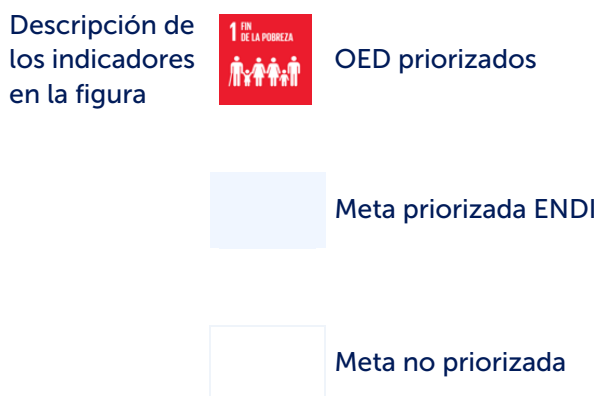 Descripción de
los indicadores
en la figura
1 FIN
DE LA POBREZA
OED priorizados
Meta priorizada ENDI
Meta no priorizada